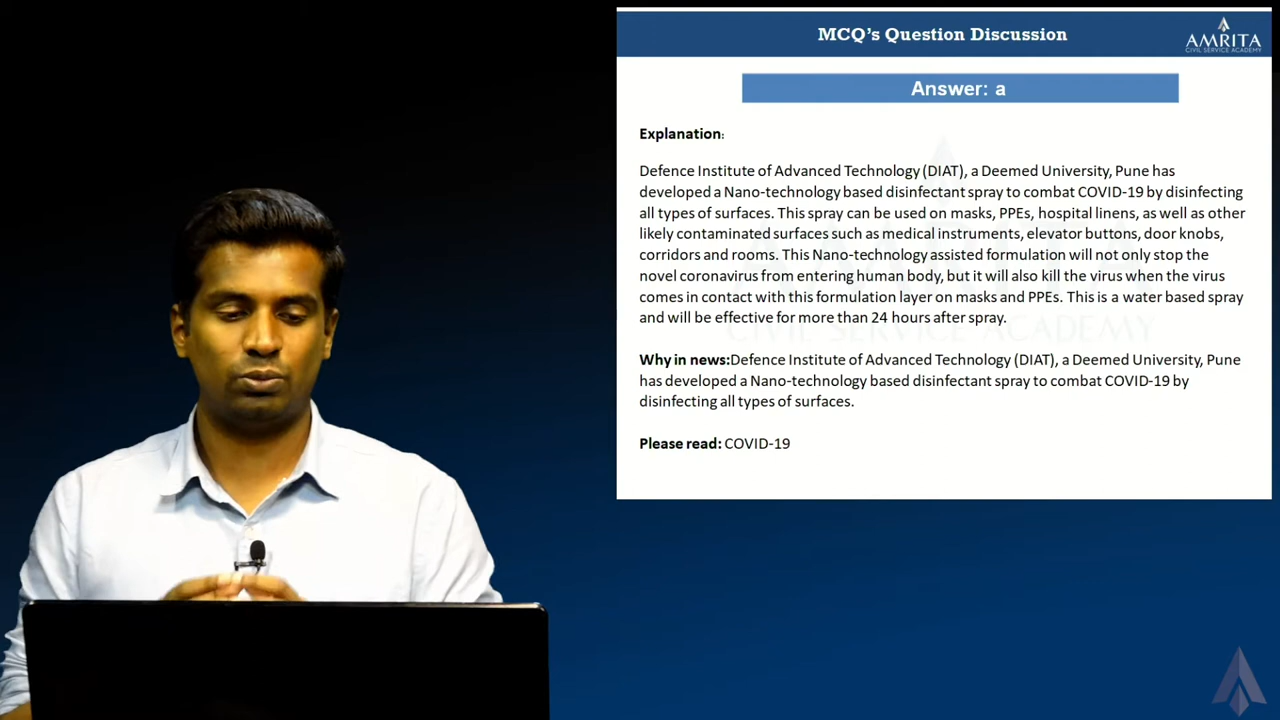 MCQ's Question Discussion
AMRITA
CIVIL SERVICE ACADEMY
Answer: a
Explanation:
Defence Institute of Advanced Technology (DIAT), a Deemed University, Pune has
developed a Nano-technology based disinfectant spray to combat COVID-19 by disinfecting
all types of surfaces. This spray can be used on masks, PPEs, hospital linens, as well as other
likely contaminated surfaces such as medical instruments, elevator buttons, door knobs,
corridors and rooms. This Nano-technology assisted formulation will not only stop the
novel coronavirus from entering human body, but it will also kill the virus when the virus
comes in contact with this formulation layer on masks and PPEs. This is a water based spray
and will be effective for more than 24 hours after spray.
Why in news:Defence Institute of Advanced Technology (DIAT), a Deemed University, Pune
has developed a Nano-technology based disinfectant spray to combat COVID-19 by
disinfecting all types of surfaces.
Please read: COVID-19
AMRITA
CIVIL SERVICE ACADEMY